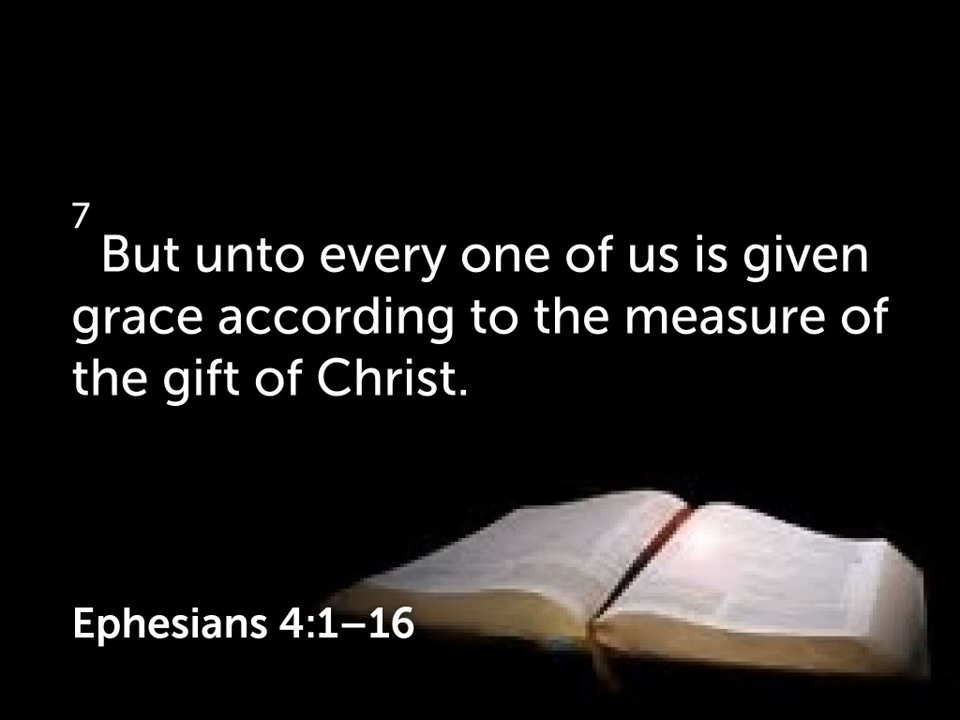 7
But unto every one of us is given
grace according to the measure of
the gift of Christ.
Ephesians 4:1–16